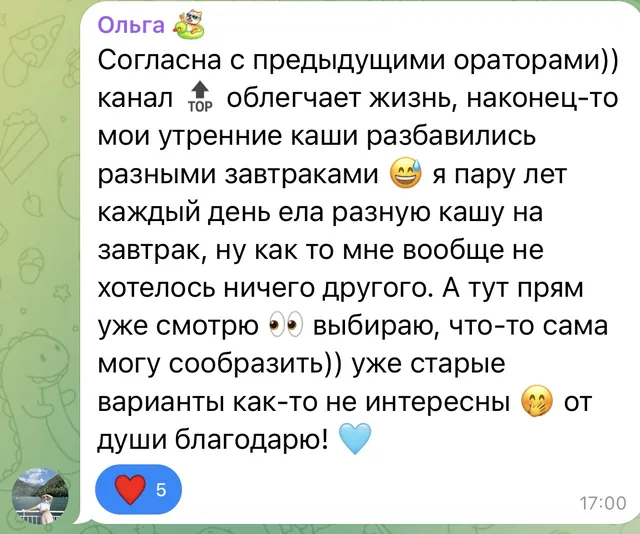 Ольга
Согласна с предыдущими ораторами))
канал 🔝 облегчает жизнь, наконец-то
мои утренние каши разбавились
разными завтраками 😅 я пару лет
каждый день ела разную кашу на
завтрак, ну как то мне вообще не
хотелось ничего другого. А тут прям
уже смотрю 👀 выбираю, что-то сама
могу сообразить)) уже старые
варианты как-то не интересны 🤭 от
души благодарю! 🩵
❤️ 5
17:00